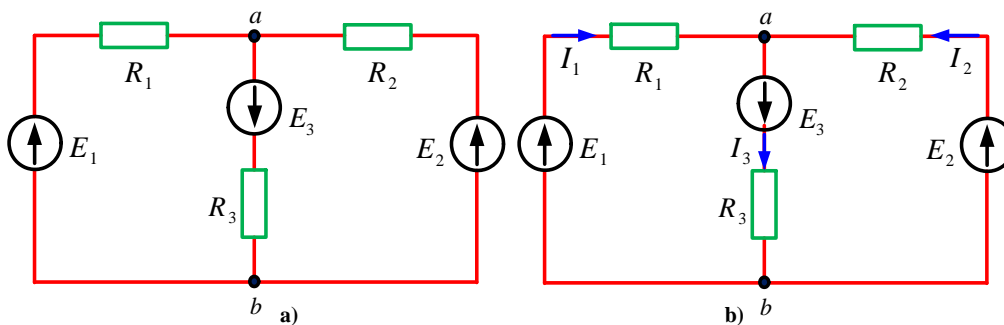 a
R₁
R₂
E₃
E₁
E₂
R₃
b
a)
a
I₁
R₁
R₂
I₂
E₃
E₁
I₃
E₂
R₃
b
b)